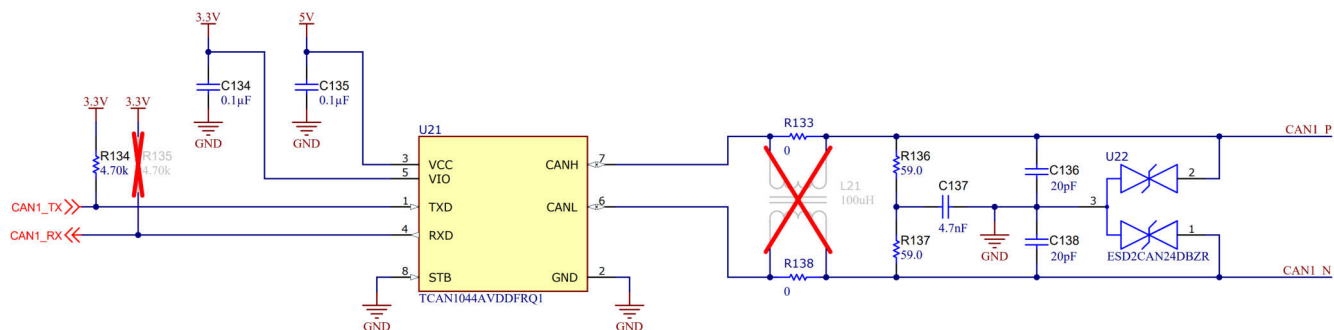 3.3V
5V
C134
0.1µF
GND
C135
0.1µF
GND
3.3V
3.3V
R134
4.70k
R135
4.70k
CAN1_TX
CAN1_RX
U21
3
VCC
5
VIO
1
TXD
4
RXD
8
STB
CANH
7
CANL
6
GND
2
TCAN1044AVDDFRQ1
GND
GND
R133
0
L21
100uH
R138
0
R136
59.0
R137
59.0
C137
4.7nF
GND
C136
20pF
C138
20pF
U22
2
3
1
ESD2CAN24DBZR
CAN1_P
CAN1_N